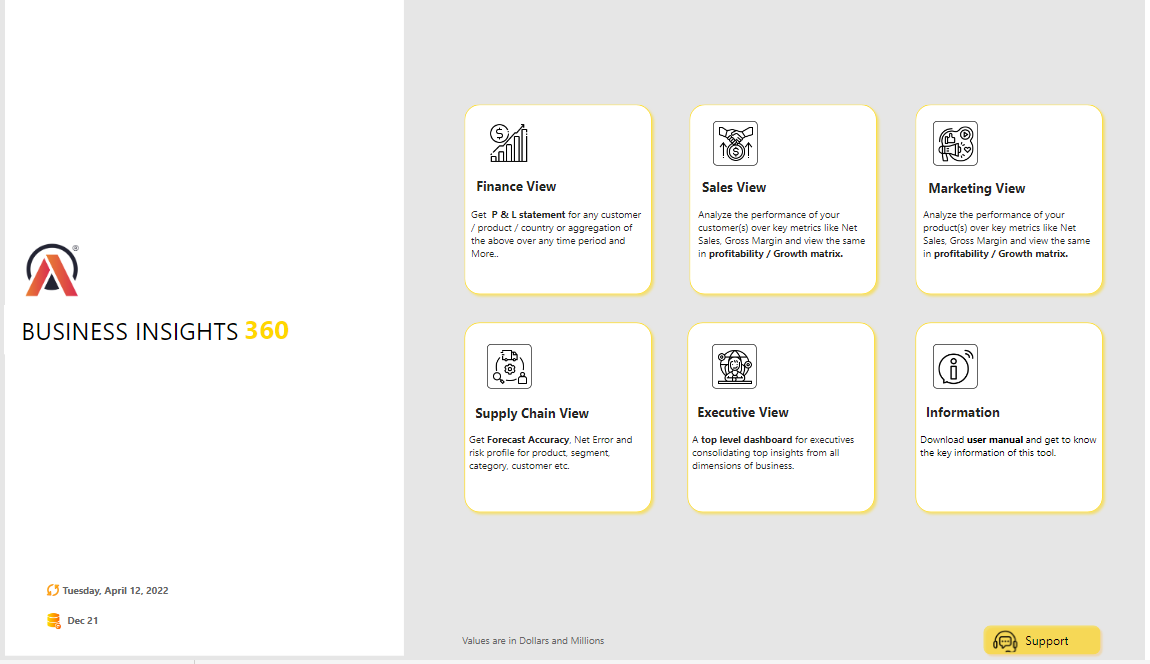 ®
BUSINESS INSIGHTS 360
Tuesday, April 12, 2022
Dec 21
Finance View
Get P & L statement for any customer
/ product / country or aggregation of
the above over any time period and
More..
Sales View
Analyze the performance of your
customer(s) over key metrics like Net
Sales, Gross Margin and view the same
in profitability / Growth matrix.
Marketing View
Analyze the performance of your
product(s) over key metrics like Net
Sales, Gross Margin and view the same
in profitability / Growth matrix.
Supply Chain View
Get Forecast Accuracy, Net Error and
risk profile for product, segment,
category, customer etc.
Executive View
A top level dashboard for executives
consolidating top insights from all
dimensions of business.
Information
Download user manual and get to know
the key information of this tool.
Values are in Dollars and Millions
Support